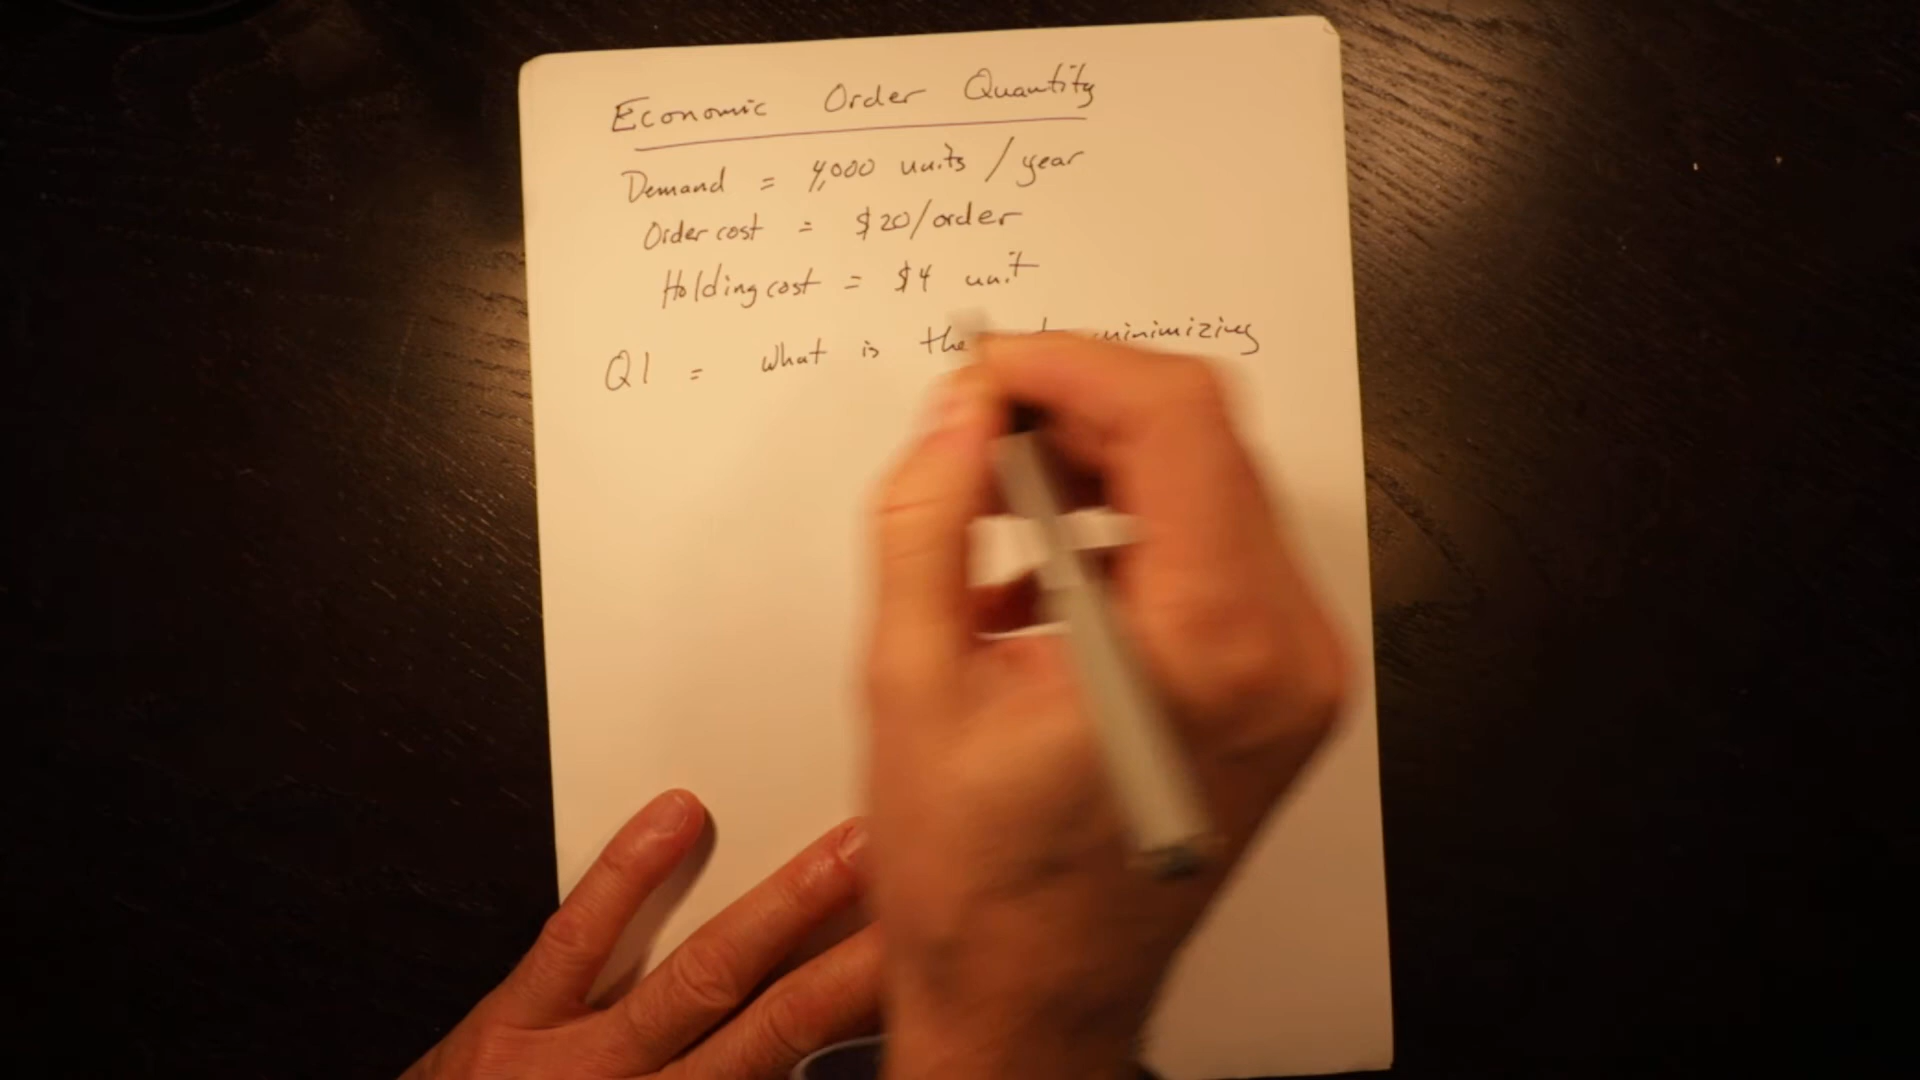 Economic Order Quantity
Demand = 4,000 units / year
Order cost = $20/order
Holding cost = $4 unit
Q1 = what is the minimizing